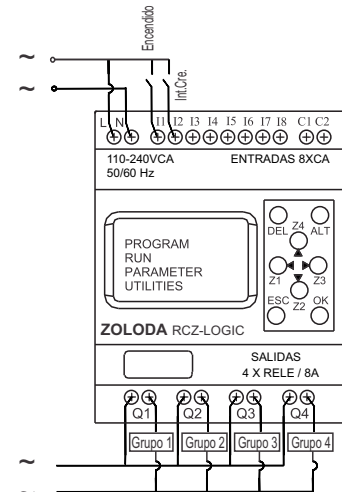 Encendido
Int.Cre.
~
~
L N I1 I2 I3 I4 I5 I6 I7 I8 C1 C2
110-240VCA ENTRADAS 8XCA
50/60 Hz
PROGRAM
RUN
PARAMETER
UTILITIES
DEL Z4 ALT
Z1 Z3
ESC Z2 OK
ZOLODA RCZ-LOGIC
SALIDAS
4 X RELE / 8A
Q1 Q2 Q3 Q4
Grupo 1 Grupo 2 Grupo 3 Grupo 4
~
~